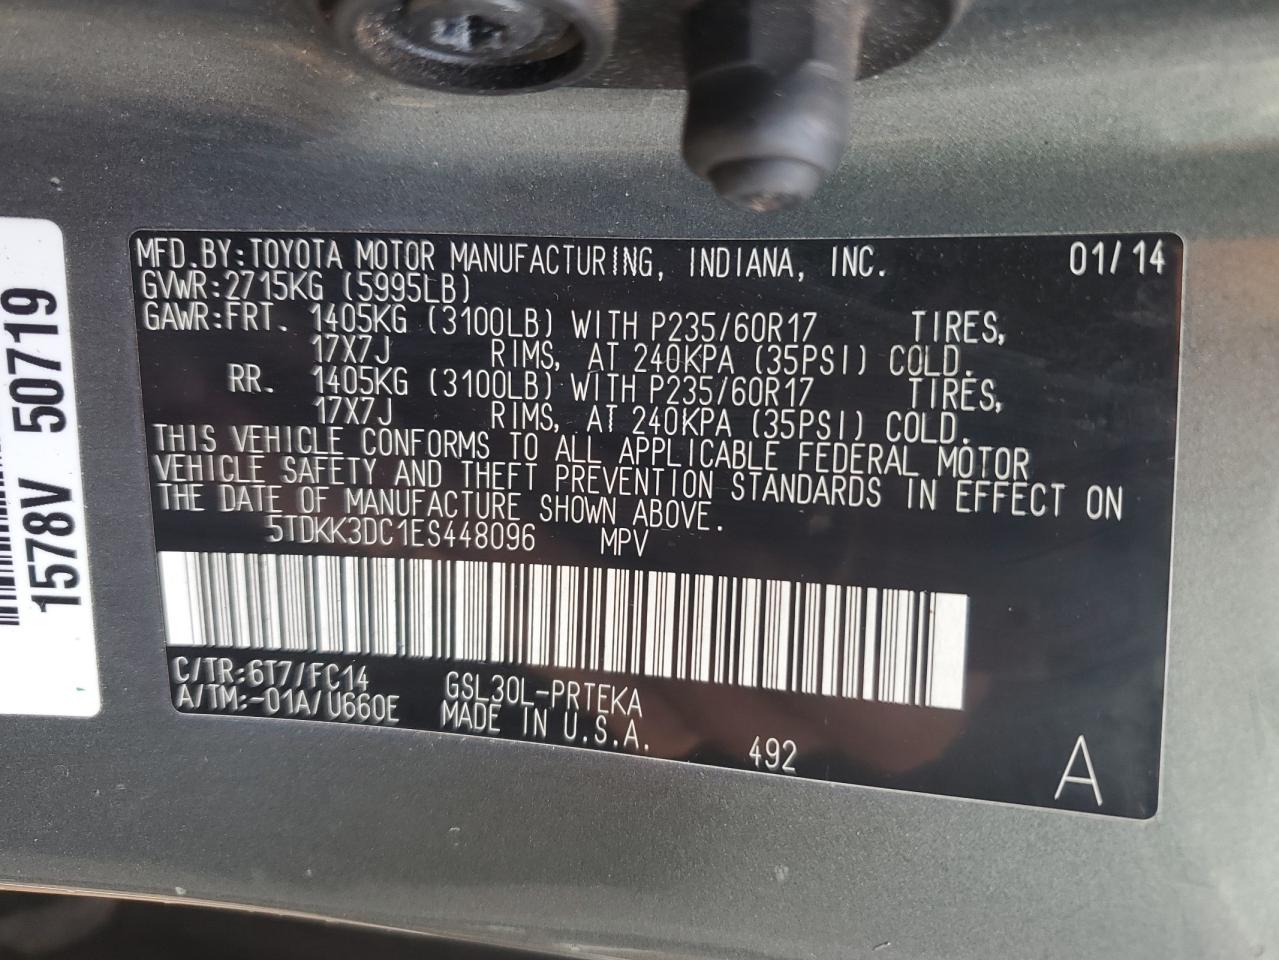 MFD.BY:TOYOTA MOTOR MANUFACTURING, INDIANA, INC. 01/14
GVWR:2715KG (5995LB)
GAWR:FRT. 1405KG (3100LB) WITH P235/60R17 TIRES,
17X7J RIMS, AT 240KPA (35PSI) COLD.
RR. 1405KG (3100LB) WITH P235/60R17 TIRES,
17X7J RIMS, AT 240KPA (35PSI) COLD.
THIS VEHICLE CONFORMS TO ALL APPLICABLE FEDERAL MOTOR
VEHICLE SAFETY AND THEFT PREVENTION STANDARDS IN EFFECT ON
THE DATE OF MANUFACTURE SHOWN ABOVE.
5TDKK3DC1ES448096 MPV
C/TR:6T7/FC14 GSL30L-PRTEKA
A/TM:-01A/U660E MADE IN U.S.A. 492
A
1578V 50719